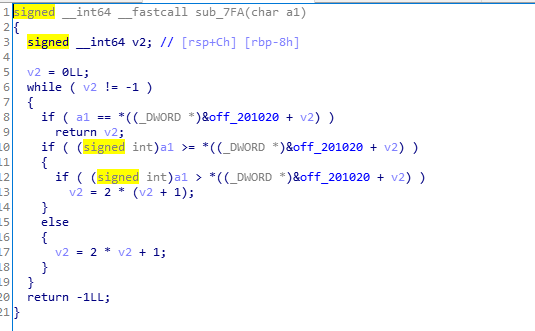 1 signed __int64 __fastcall sub_7FA(char a1)
2 {
3   signed __int64 v2; // [rsp+Ch] [rbp-8h]
4
5   v2 = 0LL;
6   while ( v2 != -1 )
7   {
8     if ( a1 == *((_DWORD *)&off_201020 + v2) )
9       return v2;
10     if ( (signed int)a1 >= *((_DWORD *)&off_201020 + v2) )
11     {
12       if ( (signed int)a1 > *((_DWORD *)&off_201020 + v2) )
13         v2 = 2 * (v2 + 1);
14     }
15     else
16     {
17       v2 = 2 * v2 + 1;
18     }
19   }
20   return -1LL;
21 }